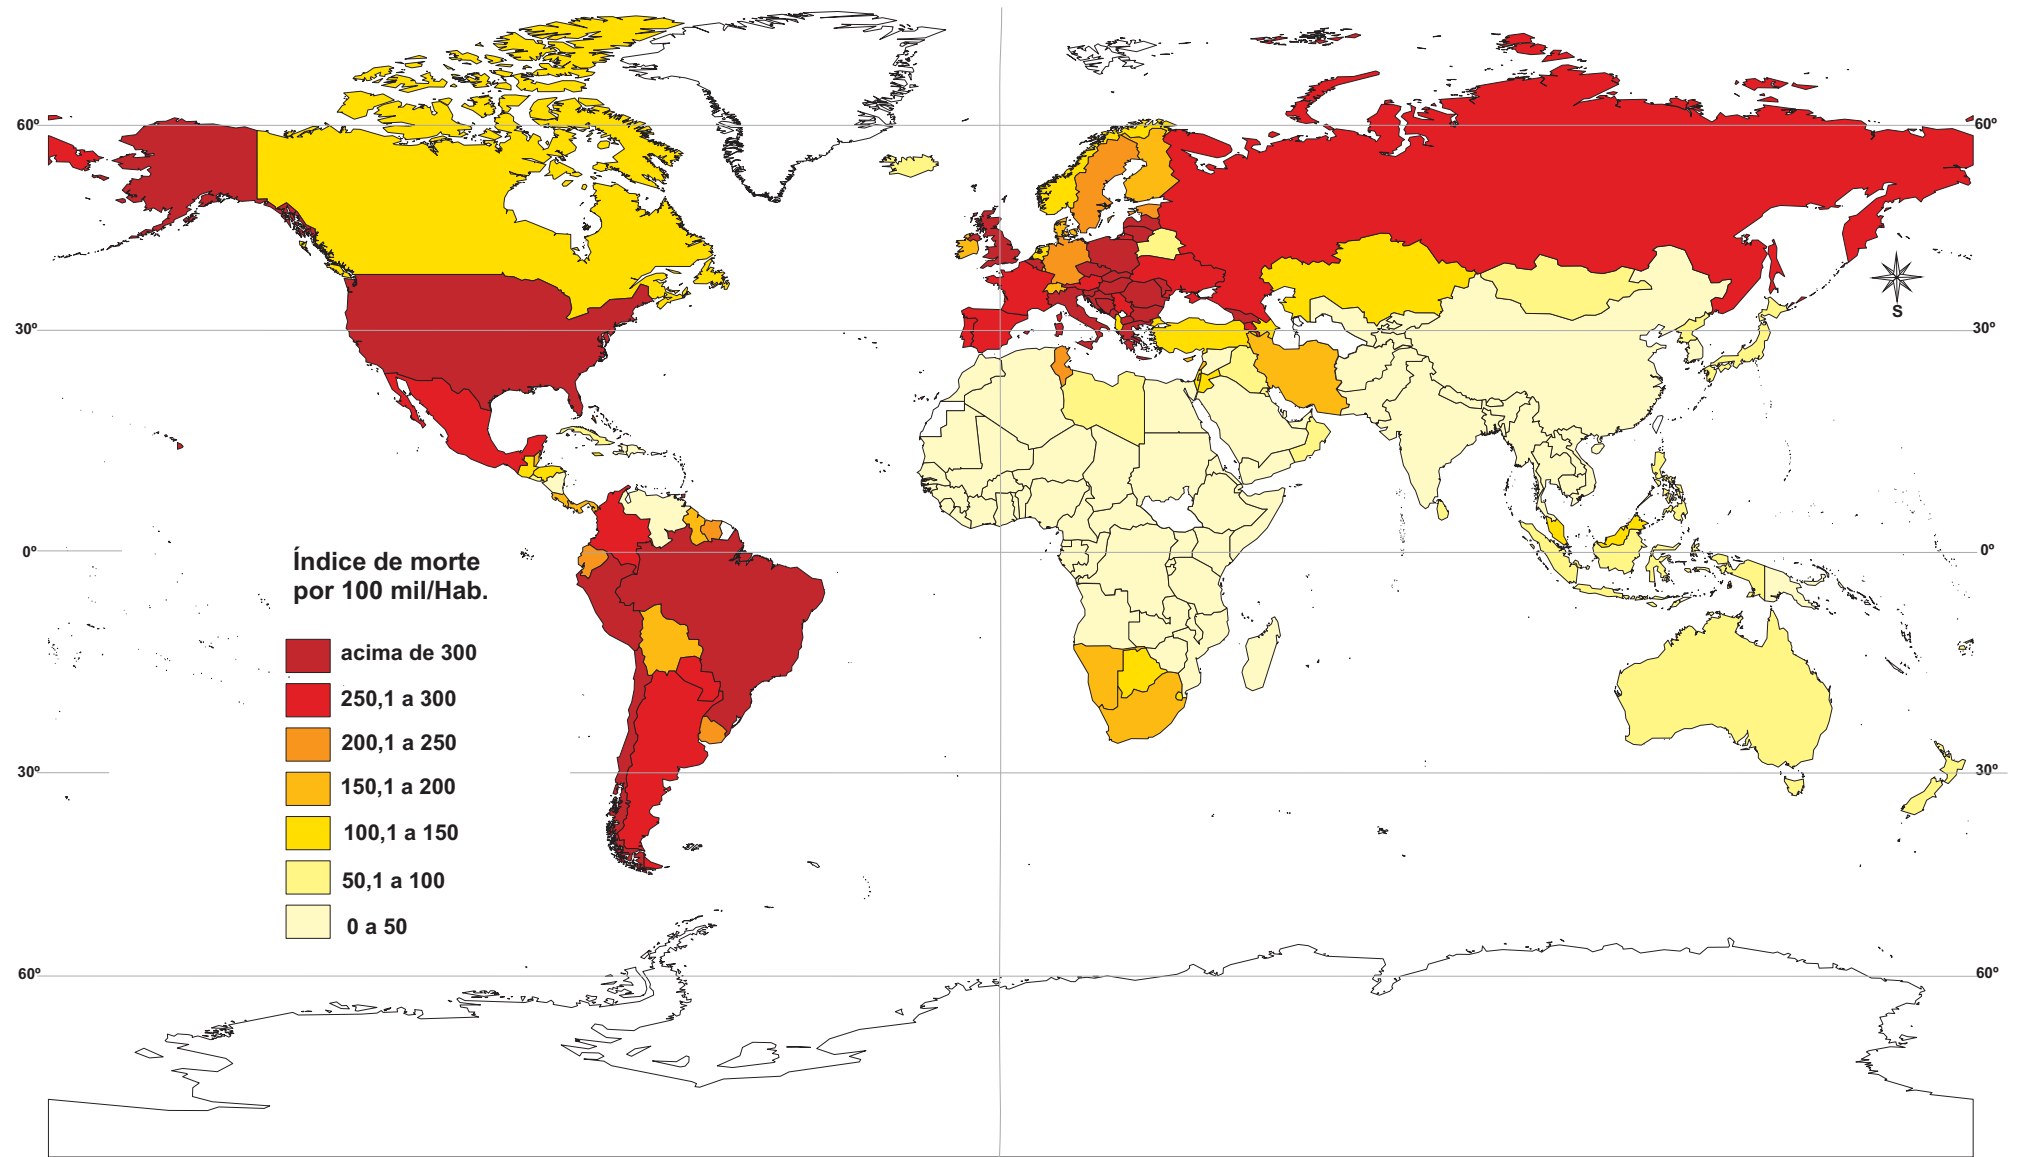 60º
60º
30º
30º
0º
0º
30º
30º
60º
60º
S
Índice de morte
por 100 mil/Hab.
acima de 300
250,1 a 300
200,1 a 250
150,1 a 200
100,1 a 150
50,1 a 100
0 a 50